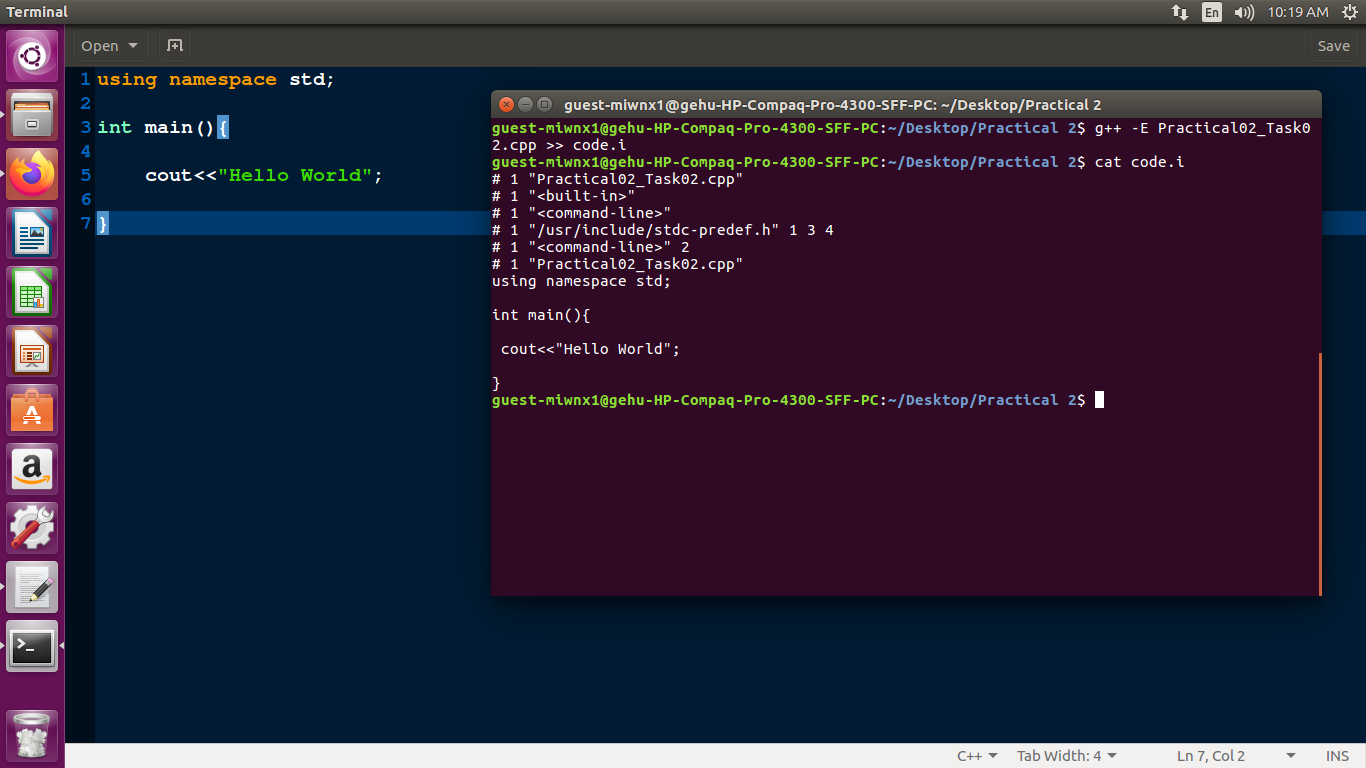 Terminal
En
10:19 AM
Open
Save
1 using namespace std;
2
3 int main(){
4
5 cout<<"Hello World";
6
7 }
guest-miwnx1@gehu-HP-Compaq-Pro-4300-SFF-PC: ~/Desktop/Practical 2
guest-miwnx1@gehu-HP-Compaq-Pro-4300-SFF-PC:~/Desktop/Practical 2$ g++ -E Practical02_Task0
2.cpp >> code.i
guest-miwnx1@gehu-HP-Compaq-Pro-4300-SFF-PC:~/Desktop/Practical 2$ cat code.i
# 1 "Practical02_Task02.cpp"
# 1 "<built-in>"
# 1 "<command-line>"
# 1 "/usr/include/stdc-predef.h" 1 3 4
# 1 "<command-line>" 2
# 1 "Practical02_Task02.cpp"
using namespace std;

int main(){

 cout<<"Hello World";

}
guest-miwnx1@gehu-HP-Compaq-Pro-4300-SFF-PC:~/Desktop/Practical 2$
C++
Tab Width: 4
Ln 7, Col 2
INS